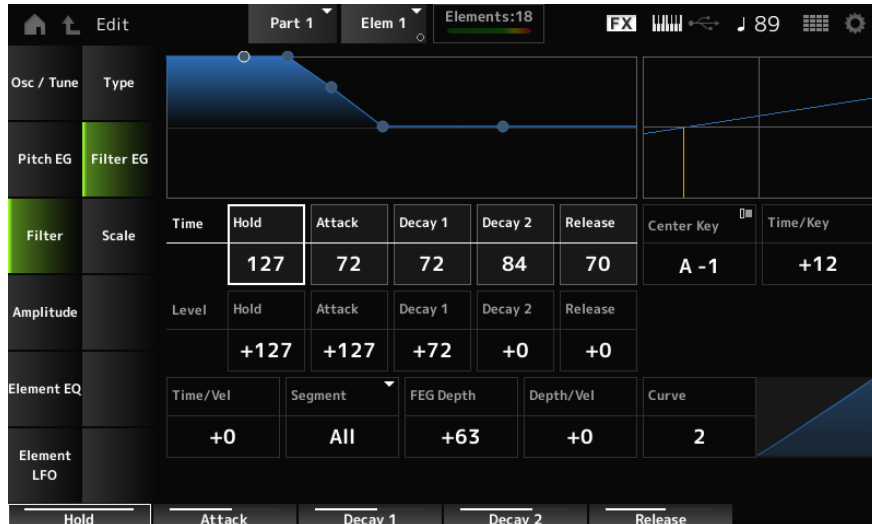 Edit
Part 1
Elem 1
Elements:18
FX
♩ 89
Osc / Tune
Type
Pitch EG
Filter EG
Filter
Scale
Amplitude
Element EQ
Element
LFO
Time
Hold
Attack
Decay 1
Decay 2
Release
Center Key
Time/Key
127
72
72
84
70
A -1
+12
Level
Hold
Attack
Decay 1
Decay 2
Release
+127
+127
+72
+0
+0
Time/Vel
Segment
FEG Depth
Depth/Vel
Curve
+0
All
+63
+0
2
Hold
Attack
Decay 1
Decay 2
Release